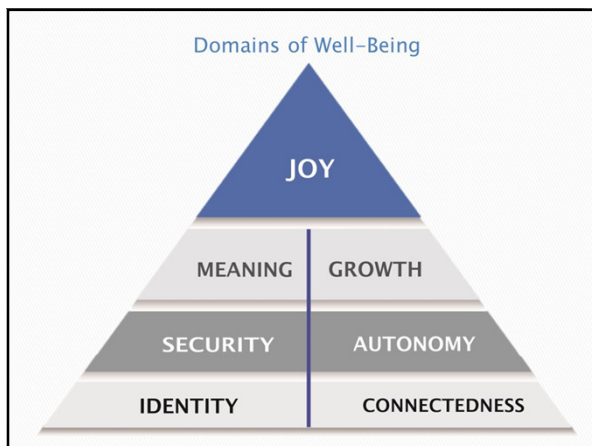 Domains of Well-Being
JOY
MEANING GROWTH
SECURITY AUTONOMY
IDENTITY CONNECTEDNESS